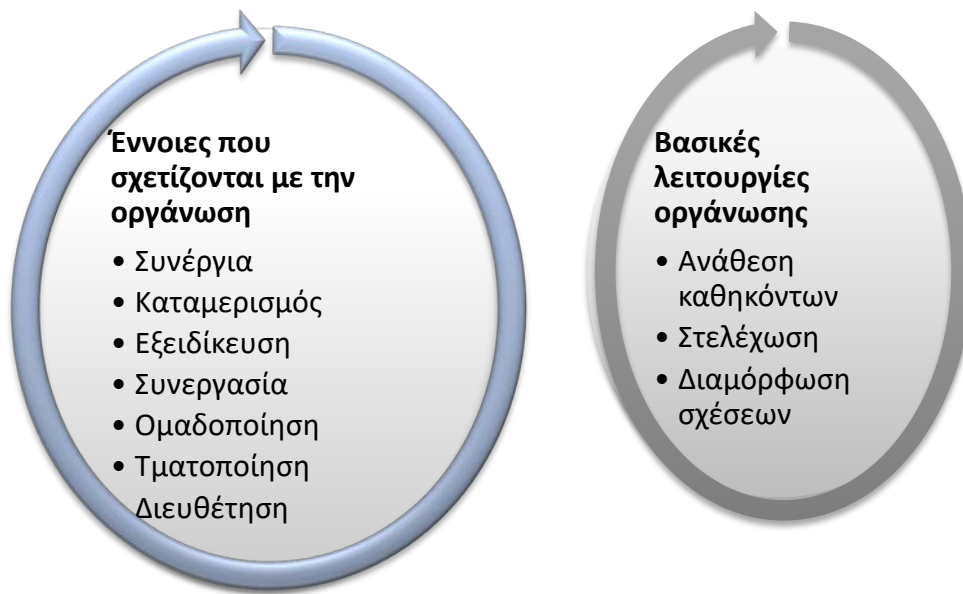 Έννοιες που
σχετίζονται με την
οργάνωση
• Συνέργια
• Καταμερισμός
• Εξειδίκευση
• Συνεργασία
• Ομαδοποίηση
• Τματοποίηση
Διευθέτηση
Βασικές
λειτουργίες
οργάνωσης
• Ανάθεση
καθηκόντων
• Στελέχωση
• Διαμόρφωση
σχέσεων